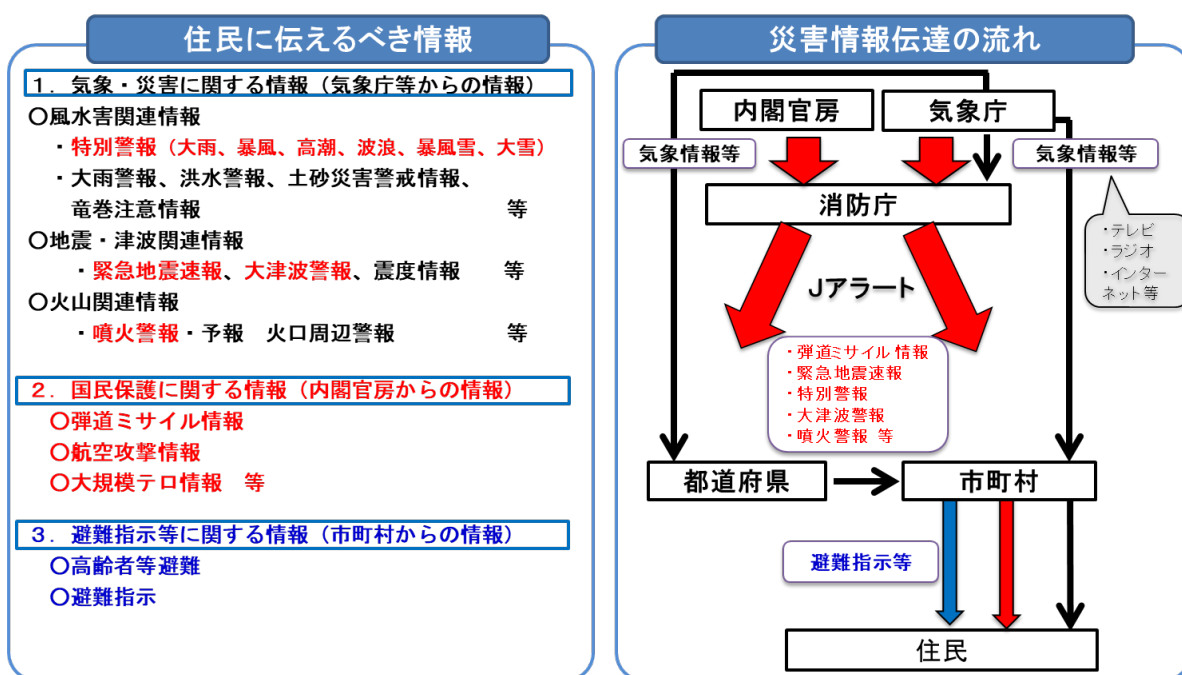 住民に伝えるべき情報
1．気象・災害に関する情報（気象庁等からの情報）
〇風水害関連情報
・特別警報（大雨、暴風、高潮、波浪、暴風雪、大雪）
・大雨警報、洪水警報、土砂災害警戒情報、
竜巻注意情報 等
〇地震・津波関連情報
・緊急地震速報、大津波警報、震度情報 等
〇火山関連情報
・噴火警報・予報 火口周辺警報 等
2．国民保護に関する情報（内閣官房からの情報）
〇弾道ミサイル情報
〇航空攻撃情報
〇大規模テロ情報 等
3．避難指示等に関する情報（市町村からの情報）
〇高齢者等避難
〇避難指示
災害情報伝達の流れ
内閣官房
気象庁
気象情報等
気象情報等
消防庁
・テレビ
・ラジオ
・インター
ネット等
Jアラート
・弾道ミサイル情報
・緊急地震速報
・特別警報
・大津波警報
・噴火警報 等
都道府県
市町村
避難指示等
住民